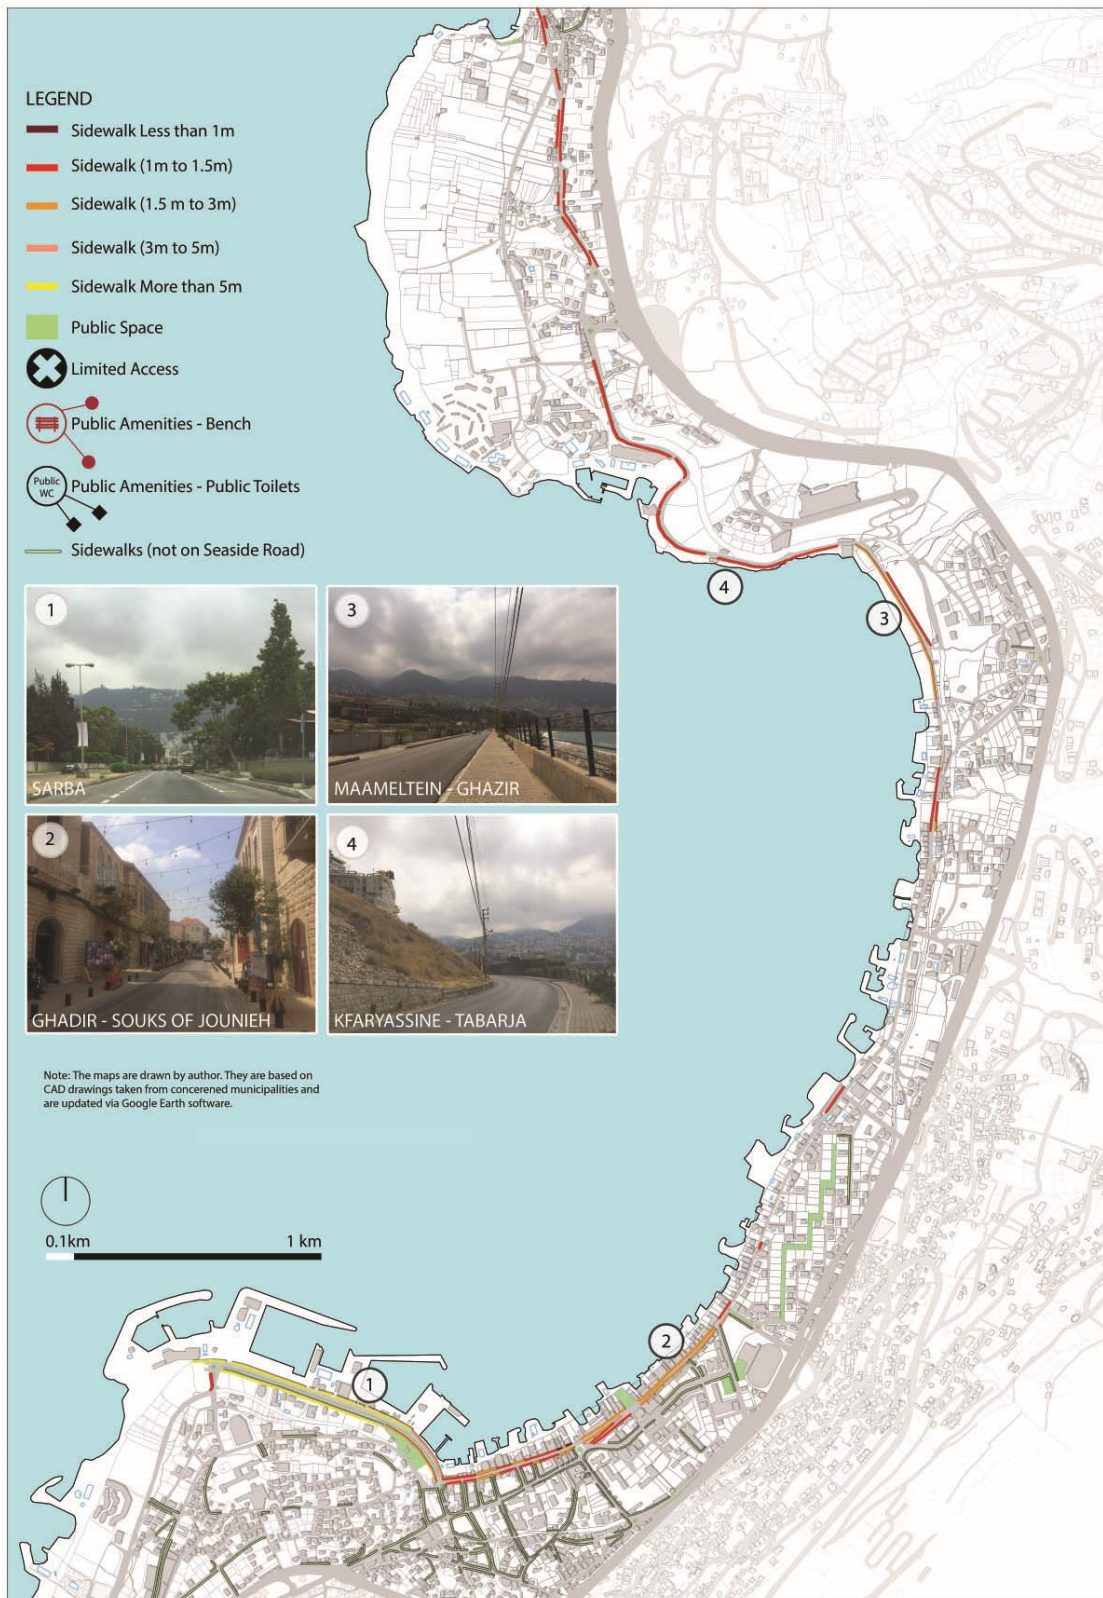 LEGEND
Sidewalk Less than 1m
Sidewalk (1m to 1.5m)
Sidewalk (1.5 m to 3m)
Sidewalk (3m to 5m)
Sidewalk More than 5m
Public Space
Limited Access
Public Amenities - Bench
Public
WC
Public Amenities - Public Toilets
Sidewalks (not on Seaside Road)
1
SARBA
3
MAAMELTEIN - GHAZIR
2
GHADIR - SOUKS OF JOUNIEH
4
KFARYASSINE - TABARJA
Note: The maps are drawn by author. They are based on
CAD drawings taken from concerened municipalities and
are updated via Google Earth software.
0.1km 1 km
4
3
2
1